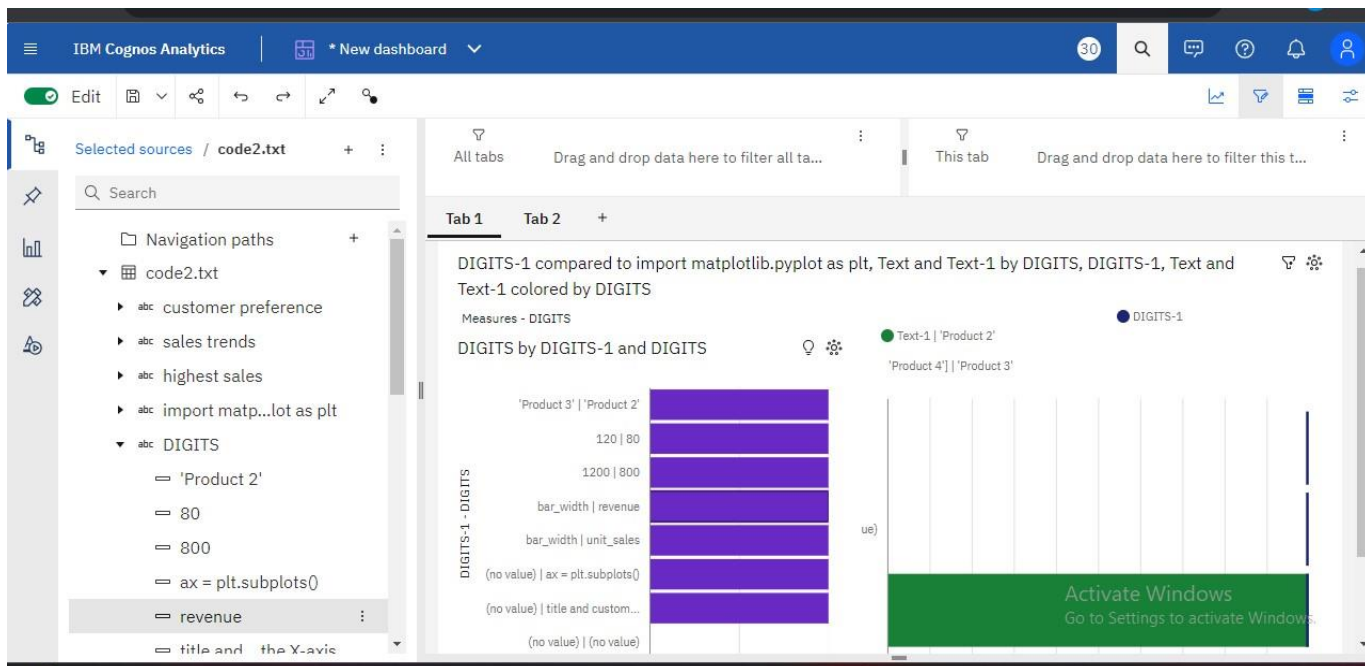 IBM Cognos Analytics
* New dashboard
30
Edit
Selected sources / code2.txt
Search
Navigation paths
code2.txt
abc customer preference
abc sales trends
abc highest sales
abc import matp...lot as plt
abc DIGITS
'Product 2'
80
800
ax = plt.subplots()
revenue
title and the X-axis
All tabs
Drag and drop data here to filter all ta...
This tab
Drag and drop data here to filter this t...
Tab 1
Tab 2
DIGITS-1 compared to import matplotlib.pyplot as plt, Text and Text-1 by DIGITS, DIGITS-1, Text and
Text-1 colored by DIGITS
Measures - DIGITS
DIGITS by DIGITS-1 and DIGITS
DIGITS-1 - DIGITS
'Product 3' | 'Product 2'
120 | 80
1200 | 800
bar_width | revenue
bar_width | unit_sales
(no value) | ax = plt.subplots()
(no value) | title and custom...
(no value) | (no value)
DIGITS-1
Text-1 | 'Product 2'
'Product 4'] | 'Product 3'
ue)
Activate Windows
Go to Settings to activate Windows.